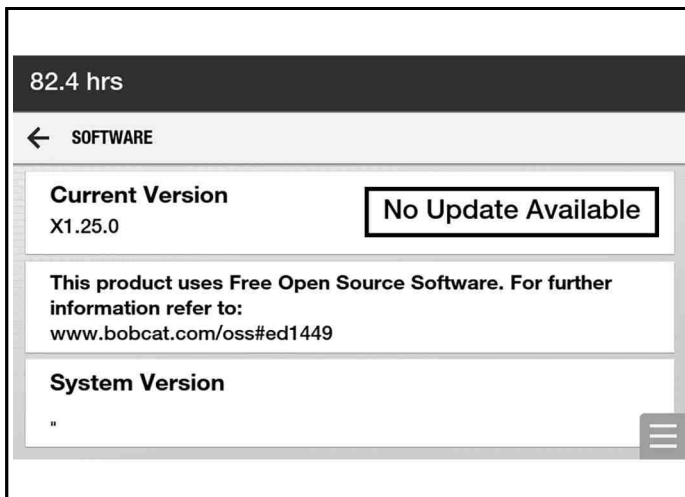 82.4 hrs
SOFTWARE
Current Version
X1.25.0
No Update Available
This product uses Free Open Source Software. For further
information refer to:
www.bobcat.com/oss#ed1449
System Version
"